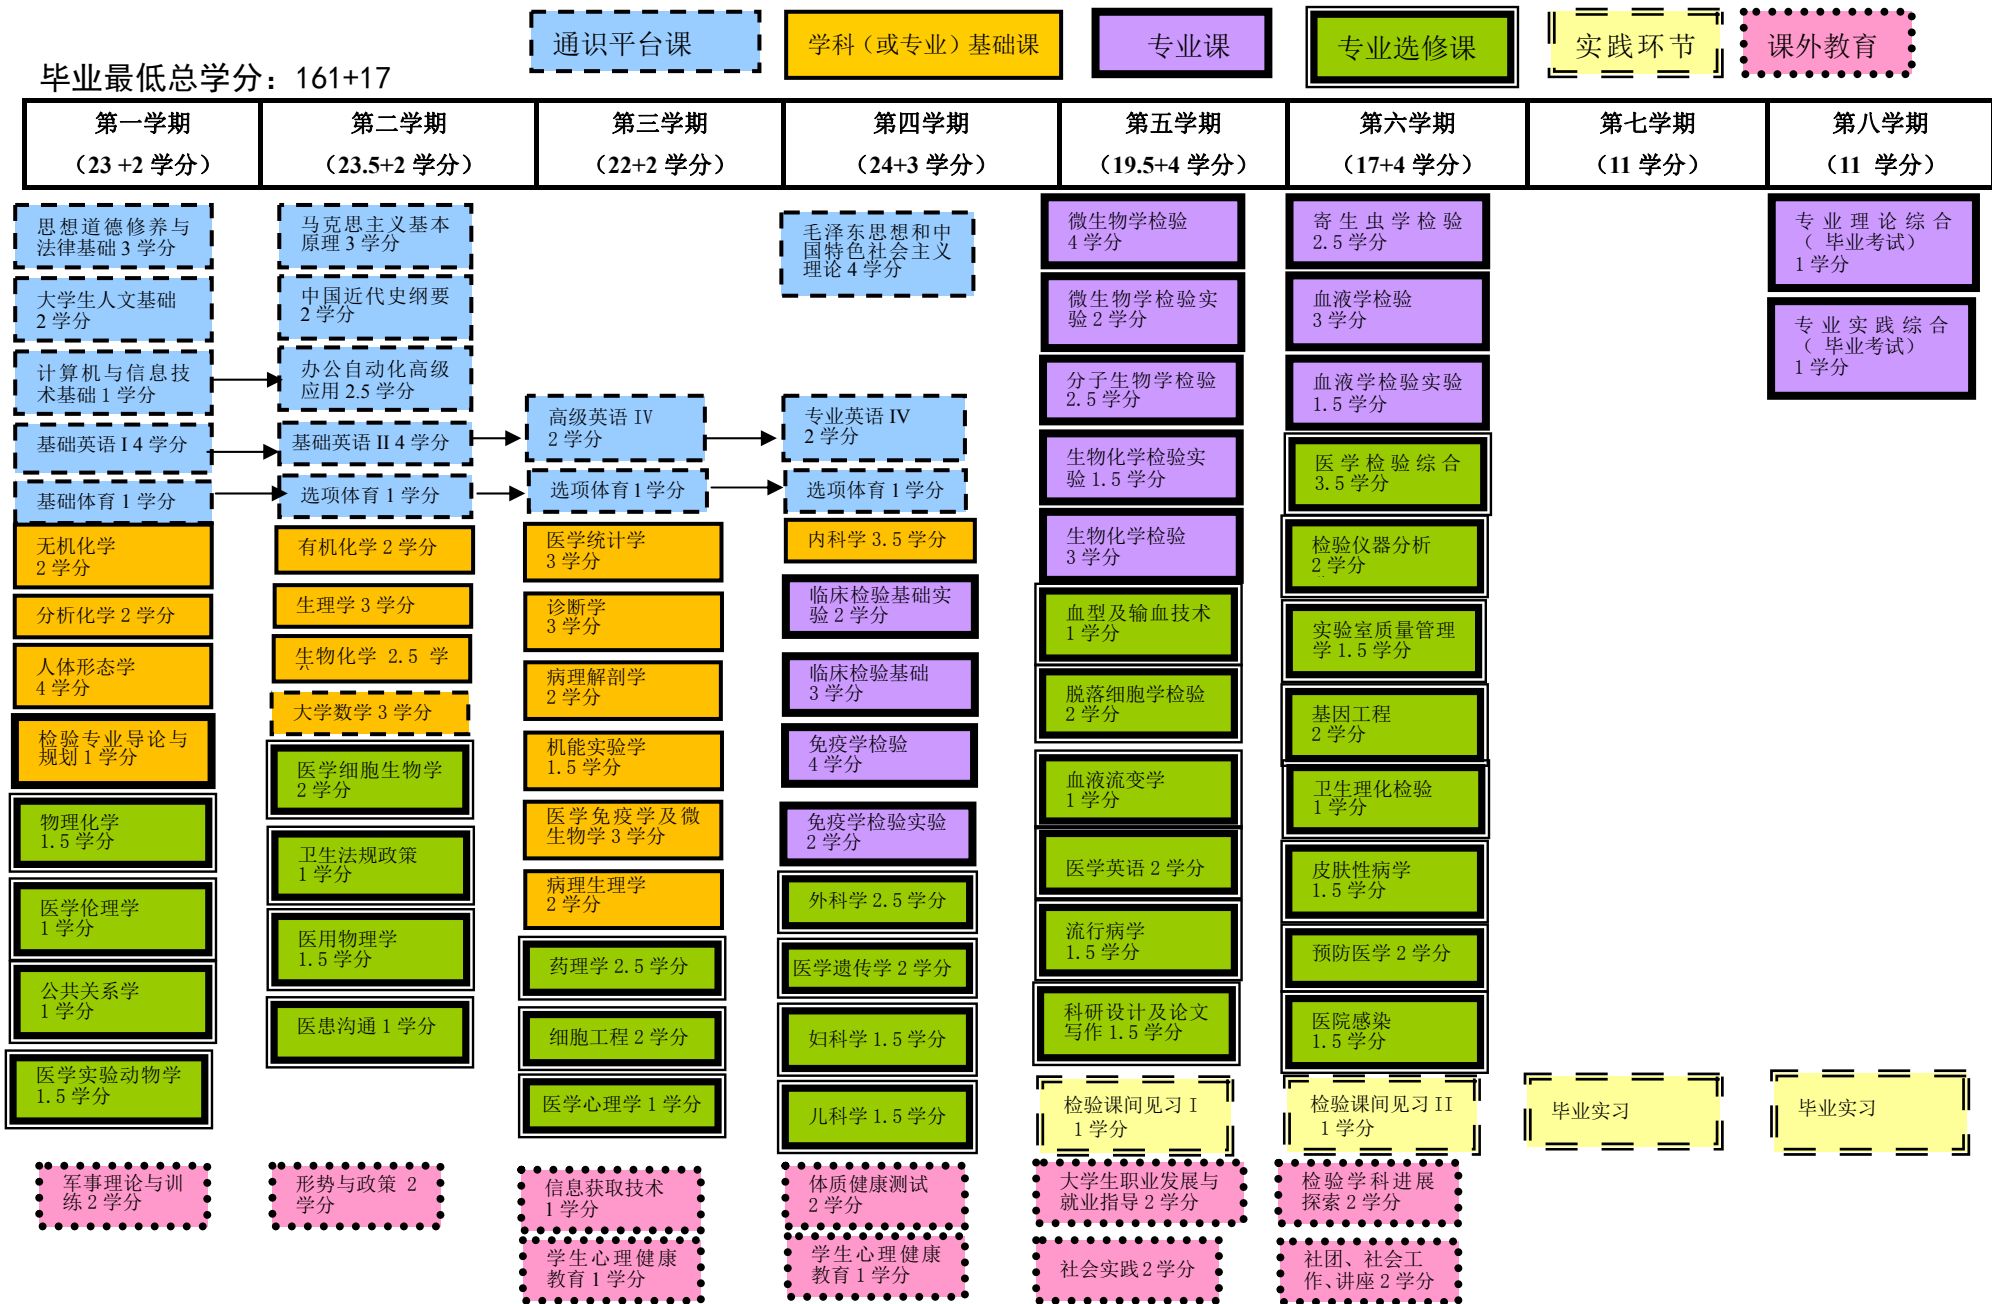 通识平台课
学科（或专业）基础课
专业课
专业选修课
实践环节
课外教育
毕业最低总学分：161+17
第一学期
（23 +2 学分）
第二学期
（23.5+2 学分）
第三学期
（22+2 学分）
第四学期
（24+3 学分）
第五学期
（19.5+4 学分）
第六学期
（17+4 学分）
第七学期
（11 学分）
第八学期
（11 学分）
思想道德修养与
法律基础 3 学分
大学生人文基础
2 学分
计算机与信息技
术基础 1 学分
基础英语 I 4 学分
基础体育 1 学分
无机化学
2 学分
分析化学 2 学分
人体形态学
4 学分
检验专业导论与
规划 1 学分
物理化学
1.5 学分
医学伦理学
1 学分
公共关系学
1 学分
医学实验动物学
1.5 学分
军事理论与训
练 2 学分
马克思主义基本
原理 3 学分
中国近代史纲要
2 学分
办公自动化高级
应用 2.5 学分
基础英语 II 4 学分
选项体育 1 学分
有机化学 2 学分
生理学 3 学分
生物化学 2.5 学
大学数学 3 学分
医学细胞生物学
2 学分
卫生法规政策
1 学分
医用物理学
1.5 学分
医患沟通 1 学分
形势与政策 2
学分
高级英语 IV
2 学分
选项体育 1 学分
医学统计学
3 学分
诊断学
3 学分
病理解剖学
2 学分
机能实验学
1.5 学分
医学免疫学及微
生物学 3 学分
病理生理学
2 学分
药理学 2.5 学分
细胞工程 2 学分
医学心理学 1 学分
信息获取技术
1 学分
学生心理健康
教育 1 学分
毛泽东思想和中
国特色社会主义
理论 4 学分
专业英语 IV
2 学分
选项体育 1 学分
内科学 3.5 学分
临床检验基础实
验 2 学分
临床检验基础
3 学分
免疫学检验
4 学分
免疫学检验实验
2 学分
外科学 2.5 学分
医学遗传学 2 学分
妇科学 1.5 学分
儿科学 1.5 学分
体质健康测试
2 学分
学生心理健康
教育 1 学分
微生物学检验
4 学分
微生物学检验实
验 2 学分
分子生物学检验
2.5 学分
生物化学检验实
验 1.5 学分
生物化学检验
3 学分
血型及输血技术
1 学分
脱落细胞学检验
2 学分
血液流变学
1 学分
医学英语 2 学分
流行病学
1.5 学分
科研设计及论文
写作 1.5 学分
检验课间见习 I
1 学分
大学生职业发展与
就业指导 2 学分
社会实践 2 学分
寄生虫学检验
2.5 学分
血液学检验
3 学分
血液学检验实验
1.5 学分
医学检验综合
3.5 学分
检验仪器分析
2 学分
实验室质量管理
学 1.5 学分
基因工程
2 学分
卫生理化检验
1 学分
皮肤性病学
1.5 学分
预防医学 2 学分
医院感染
1.5 学分
检验课间见习 II
1 学分
检验学科进展
探索 2 学分
社团、社会工
作、讲座 2 学分
毕业实习
专业理论综合
（ 毕业考试）
1 学分
专业实践综合
（ 毕业考试）
1 学分
毕业实习